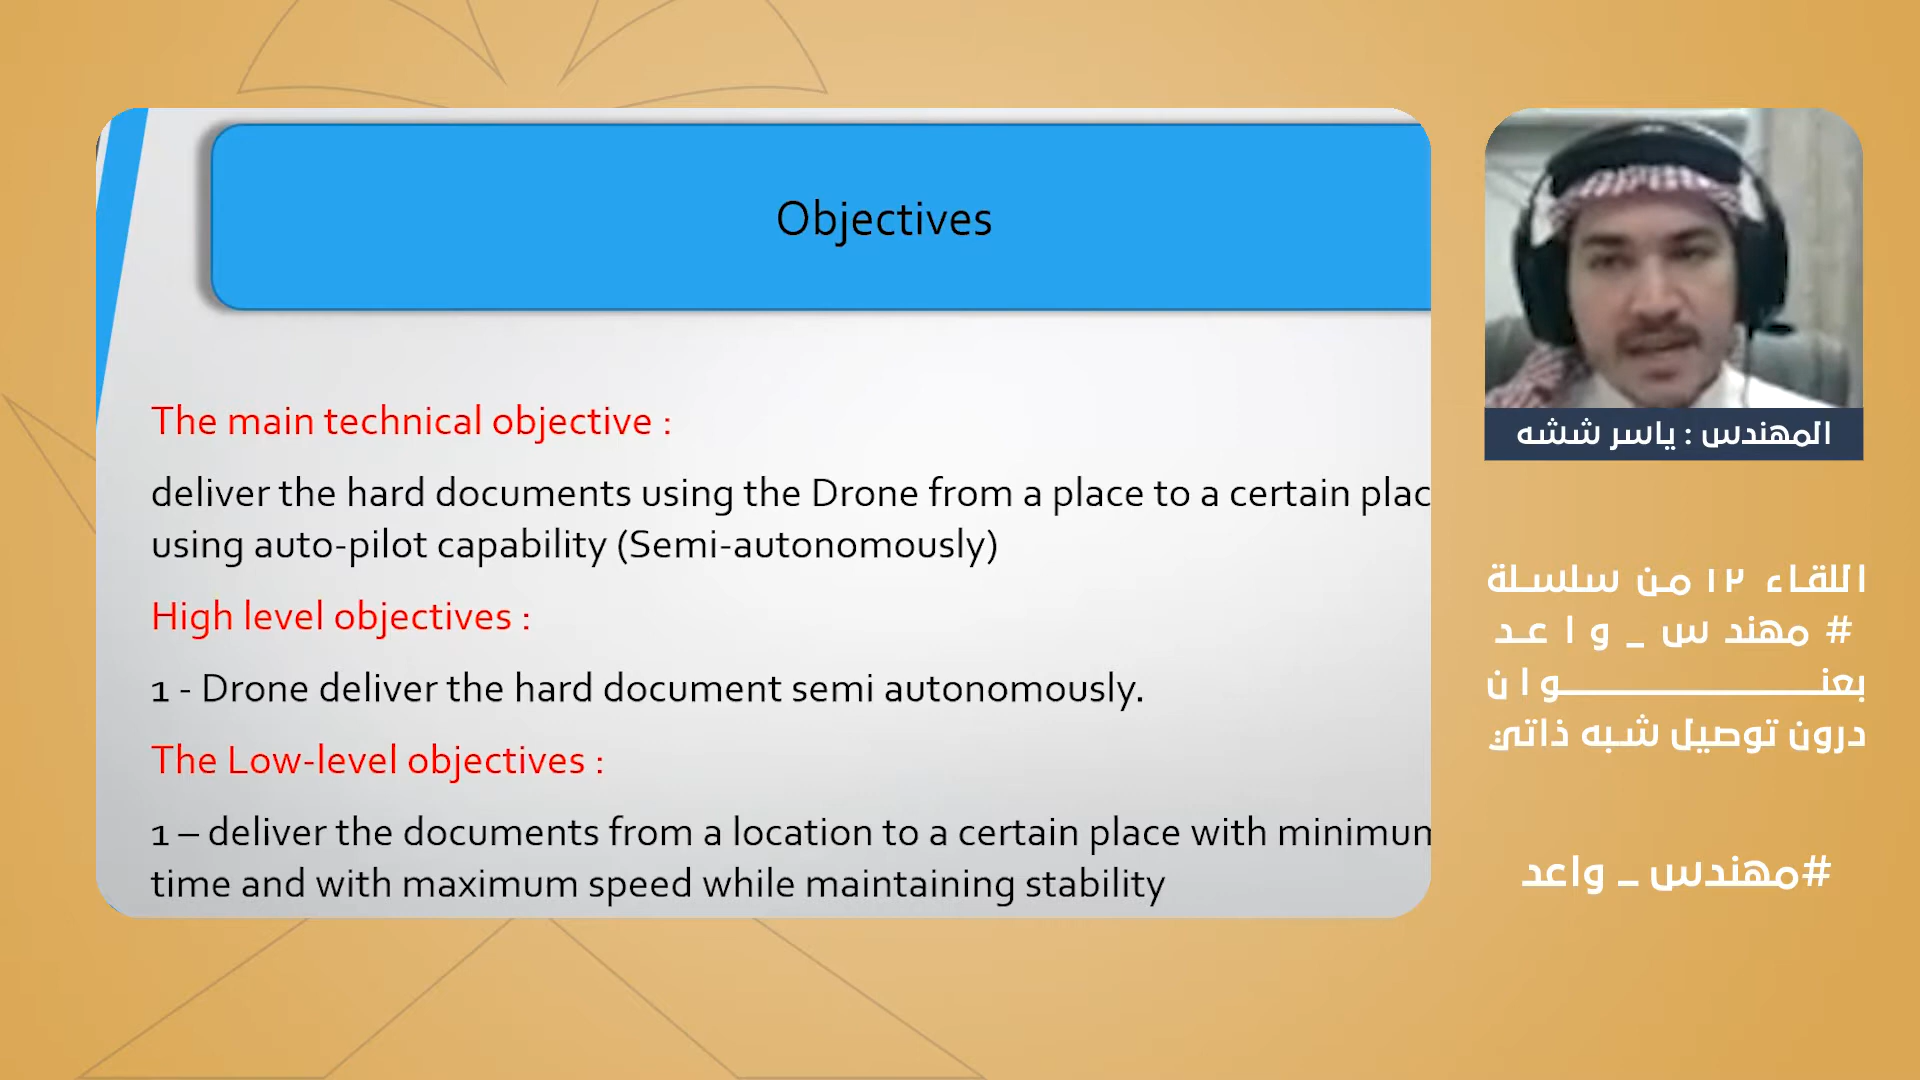 Objectives
The main technical objective :
deliver the hard documents using the Drone from a place to a certain plac
using auto-pilot capability (Semi-autonomously)
High level objectives :
1 - Drone deliver the hard document semi autonomously.
The Low-level objectives :
1 – deliver the documents from a location to a certain place with minimum
time and with maximum speed while maintaining stability
المهندس : ياسر ششه
اللقاء ١٢ من سلسلة
# مهندس _ واعد
بعنـــوان
درون توصيل شبه ذاتي
#مهندس _ واعد